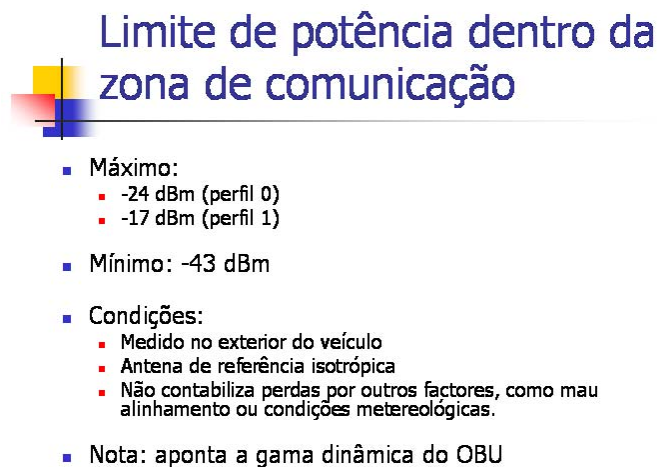 Limite de potência dentro da
zona de comunicação
Máximo:
-24 dBm (perfil 0)
-17 dBm (perfil 1)
Mínimo: -43 dBm
Condições:
Medido no exterior do veículo
Antena de referência isotrópica
Não contabiliza perdas por outros factores, como mau
alinhamento ou condições metereológicas.
Nota: aponta a gama dinâmica do OBU